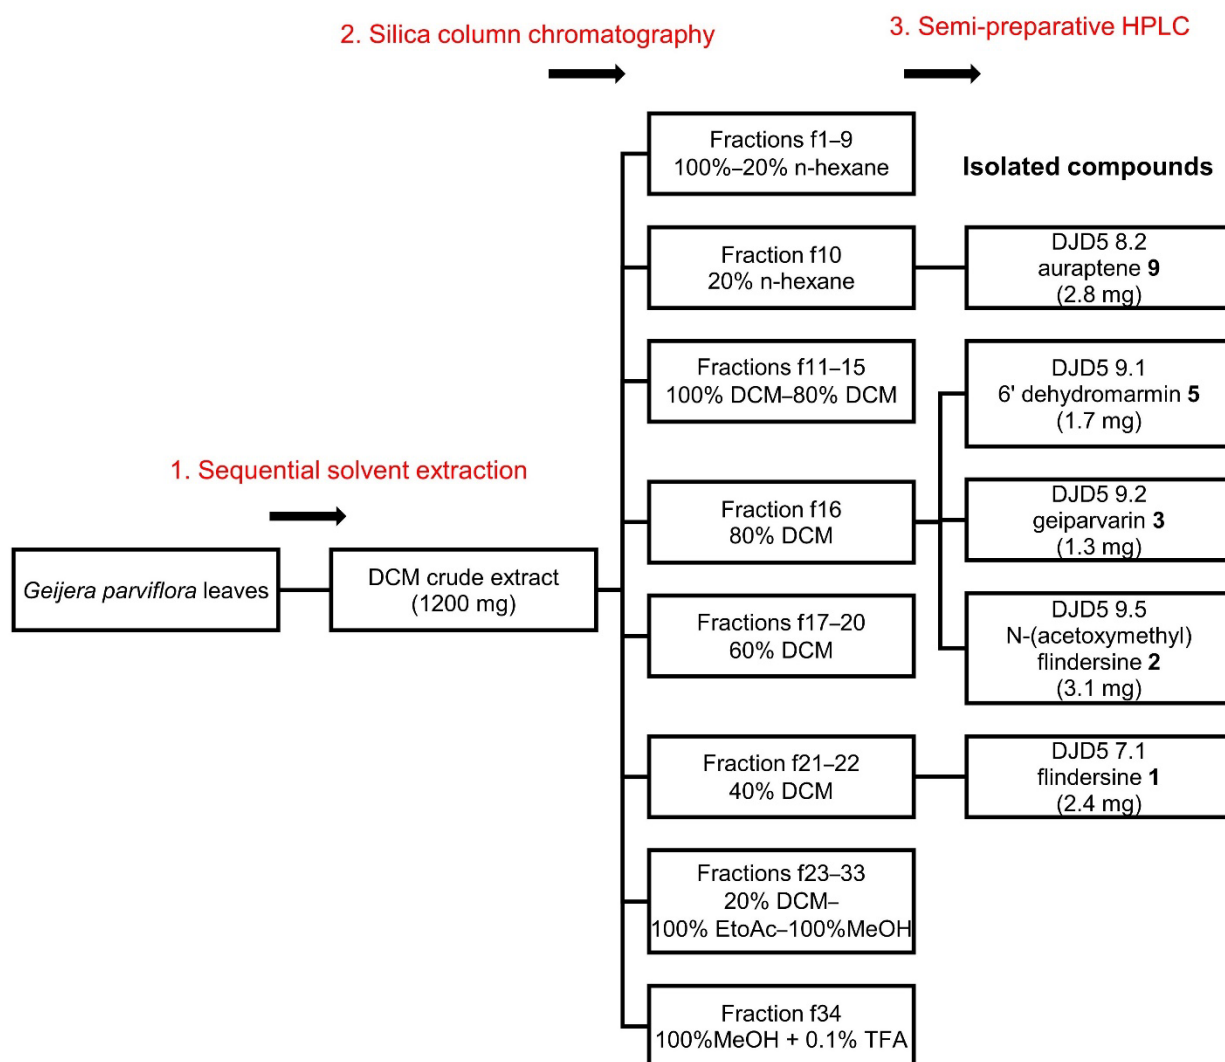 2. Silica column chromatography
3. Semi-preparative HPLC
Fractions f1–9
100%–20% n-hexane
Isolated compounds
Fraction f10
20% n-hexane
DJD5 8.2
auraptene 9
(2.8 mg)
Fractions f11–15
100% DCM–80% DCM
DJD5 9.1
6' dehydromarmin 5
(1.7 mg)
1. Sequential solvent extraction
Fraction f16
80% DCM
DJD5 9.2
geiparvarin 3
(1.3 mg)
Geijera parviflora leaves
DCM crude extract
(1200 mg)
Fractions f17–20
60% DCM
DJD5 9.5
N-(acetoxymethyl)
flindersine 2
(3.1 mg)
Fraction f21–22
40% DCM
DJD5 7.1
flindersine 1
(2.4 mg)
Fractions f23–33
20% DCM–
100% EtoAc–100%MeOH
Fraction f34
100%MeOH + 0.1% TFA